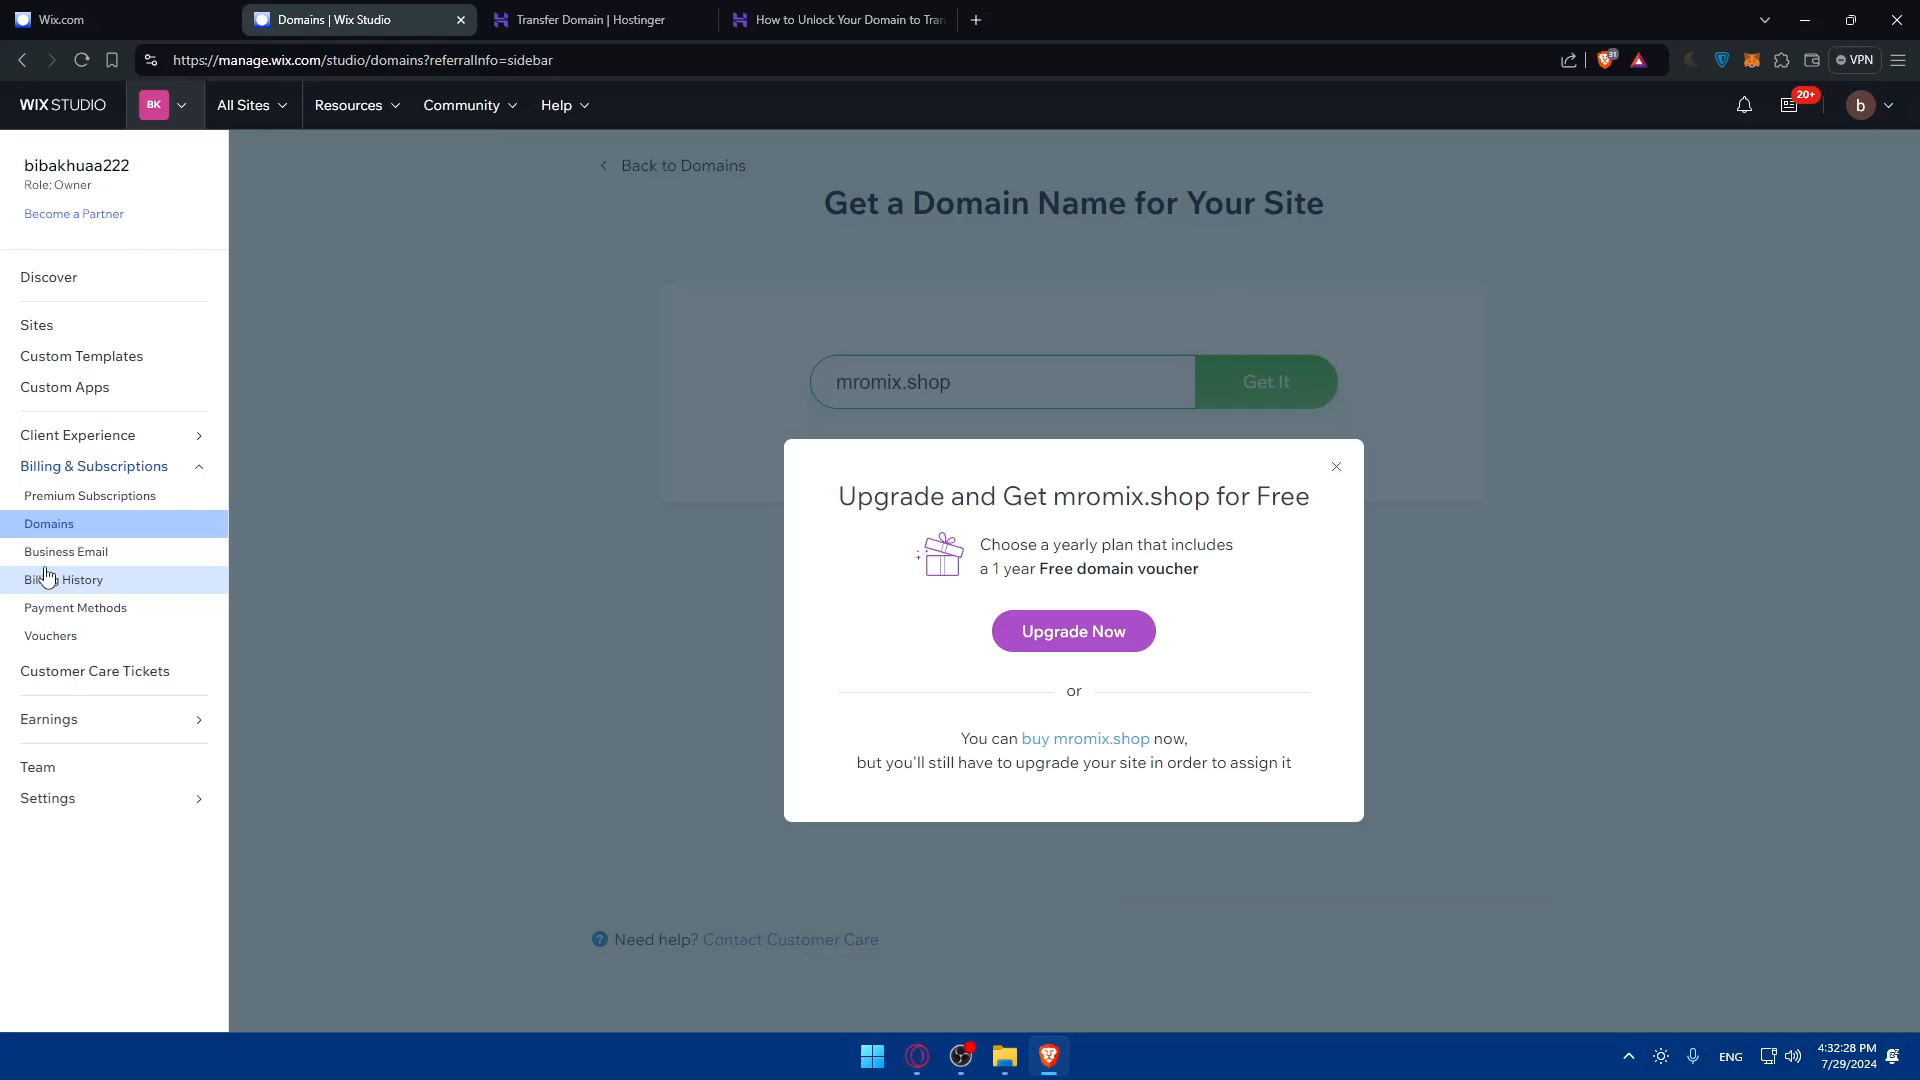 Wix.com
Domains | Wix Studio
Transfer Domain | Hostinger
How to Unlock Your Domain to Tran
https://manage.wix.com/studio/domains?referralInfo=sidebar
31
VPN
WIX STUDIO
BK
All Sites
Resources
Community
Help
20+
b
bibakhuaa222
Role: Owner
Become a Partner
Discover
Sites
Custom Templates
Custom Apps
Client Experience
Billing & Subscriptions
Premium Subscriptions
Domains
Business Email
Billing History
Payment Methods
Vouchers
Customer Care Tickets
Earnings
Team
Settings
Back to Domains
Get a Domain Name for Your Site
mromix.shop
Get It
Upgrade and Get mromix.shop for Free
Choose a yearly plan that includes
a 1 year Free domain voucher
Upgrade Now
or
You can buy mromix.shop now,
but you'll still have to upgrade your site in order to assign it
Need help? Contact Customer Care
ENG
4:32:28 PM
7/29/2024